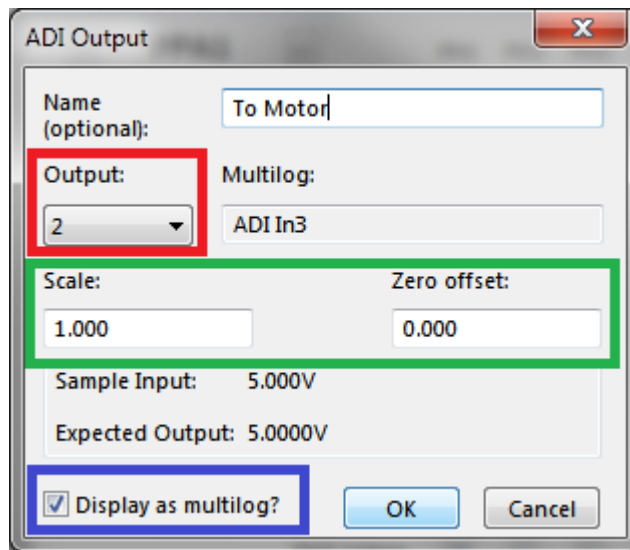 ADI Output
Name
(optional):
To Motor
Output:
Multilog:
2
ADI In3
Scale:
Zero offset:
1.000
0.000
Sample Input: 5.000V
Expected Output: 5.0000V
Display as multilog?
OK
Cancel